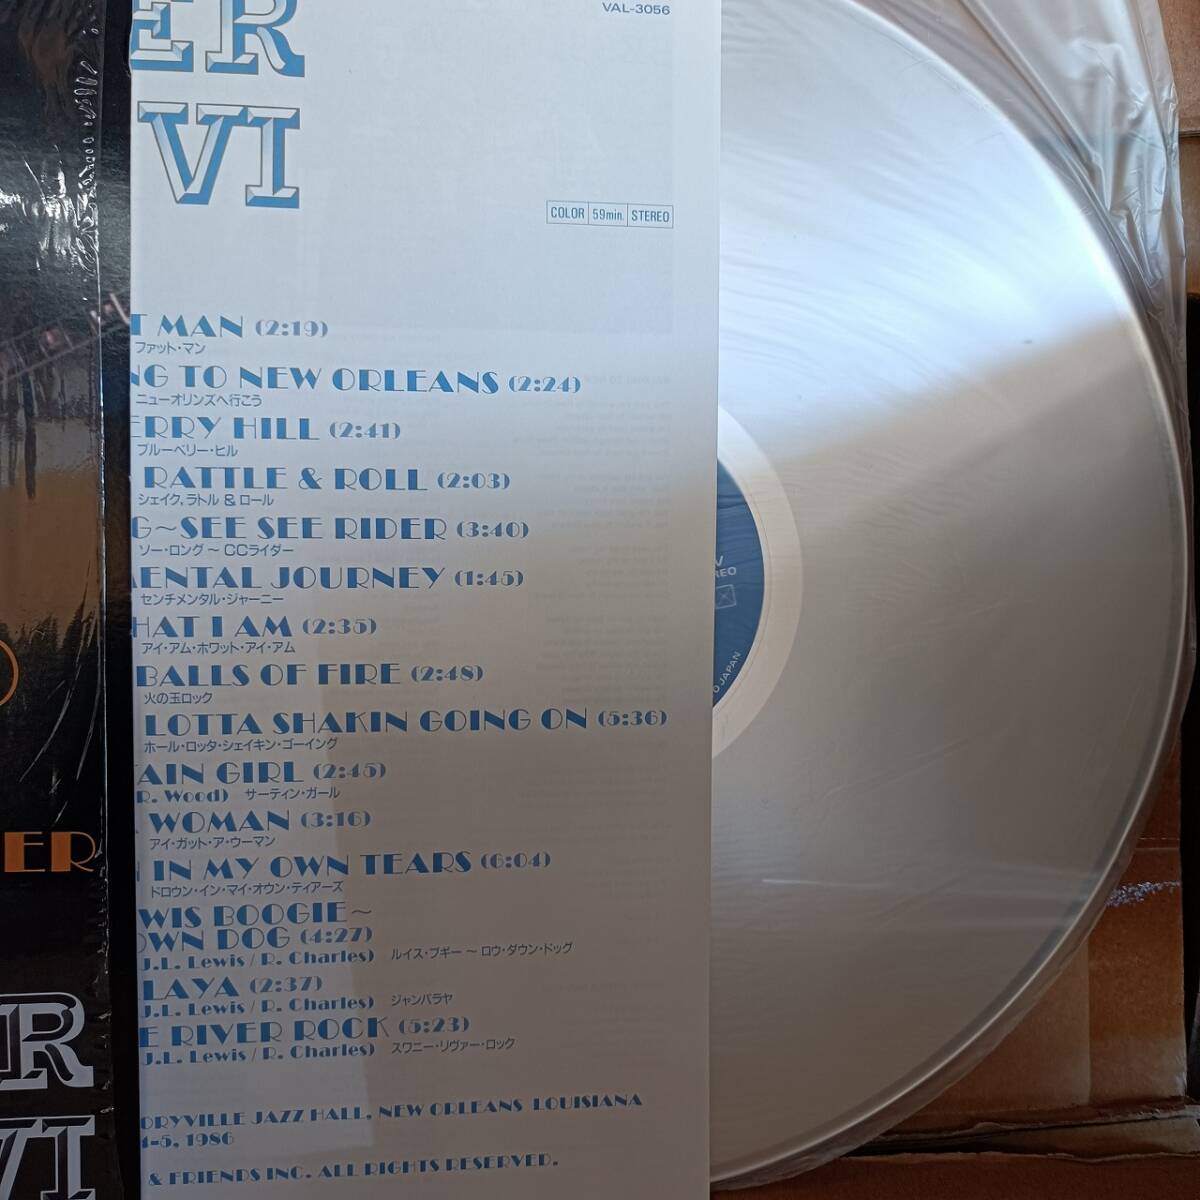 VAL-3056
ER
VI
COLOR 59min. STEREO
T MAN (2:19)
ファット・マン
NG TO NEW ORLEANS (2:24)
ニューオリンズへ行こう
ERRY HILL (2:41)
ブルーベリー・ヒル
RATTLE & ROLL (2:03)
シェイク,ラトル & ロール
G~SEE SEE RIDER (3:40)
ソー・ロング ~ CCライダー
MENTAL JOURNEY (1:45)
センチメンタル・ジャーニー
HAT I AM (2:35)
アイ・アム・ホワット・アイ・アム
BALLS OF FIRE (2:48)
火の玉ロック
LOTTA SHAKIN GOING ON (5:36)
ホール・ロッタ・シェイキン・ゴーイング
TAIN GIRL (2:45)
R. Wood) サーティン・ガール
A WOMAN (3:16)
アイ・ガット・ア・ウーマン
N IN MY OWN TEARS (6:04)
ドロウン・イン・マイ・オウン・ティアーズ
WIS BOOGIE~
OWN DOG (4:27)
J.L. Lewis / R. Charles) ルイス・ブギー ~ ロウ・ダウン・ドッグ
LAYA (2:37)
J.L. Lewis / R. Charles) ジャンバラヤ
E RIVER ROCK (5:23)
J.L. Lewis / R. Charles) スワニー・リヴァー・ロック
ORYVILLE JAZZ HALL, NEW ORLEANS LOUISIANA
4-5, 1986
& FRIENDS INC. ALL RIGHTS RESERVED.
V
REO
D JAPAN
ER
R
VI